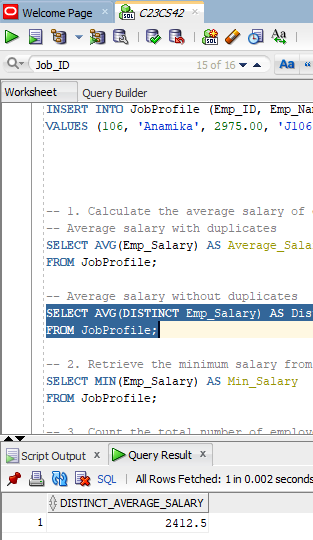 Welcome Page
C23CS42
Job_ID
15 of 16
Aa
Worksheet
Query Builder
INSERT INTO JobProfile (Emp_ID, Emp_Na
VALUES (106, 'Anamika', 2975.00, 'J106
-- 1. Calculate the average salary of
-- Average salary with duplicates
SELECT AVG(Emp_Salary) AS Average_Sala
FROM JobProfile;
-- Average salary without duplicates
SELECT AVG(DISTINCT Emp_Salary) AS Dis
FROM JobProfile;
-- 2. Retrieve the minimum salary from
SELECT MIN(Emp_Salary) AS Min_Salary
FROM JobProfile;
-- 3. Count the total number of employ
Script Output
Query Result
SQL
All Rows Fetched: 1 in 0.002 seconds
DISTINCT_AVERAGE_SALARY
1 2412.5